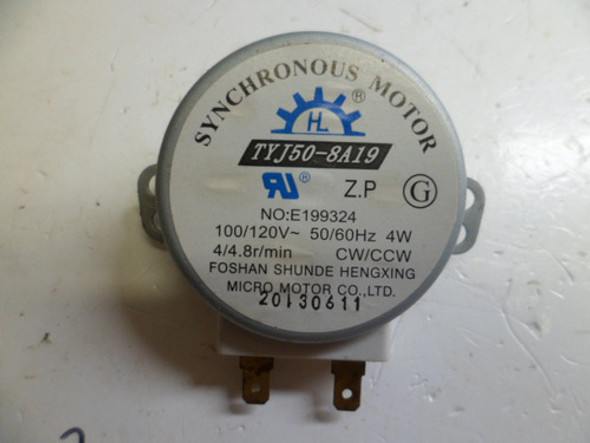 SYNCHRONOUS MOTOR
HL ®
TYJ50-8A19
RU ® Z.P G
NO:E199324
100/120V~ 50/60Hz 4W
4/4.8r/min CW/CCW
FOSHAN SHUNDE HENGXING
MICRO MOTOR CO.,LTD.
20130611